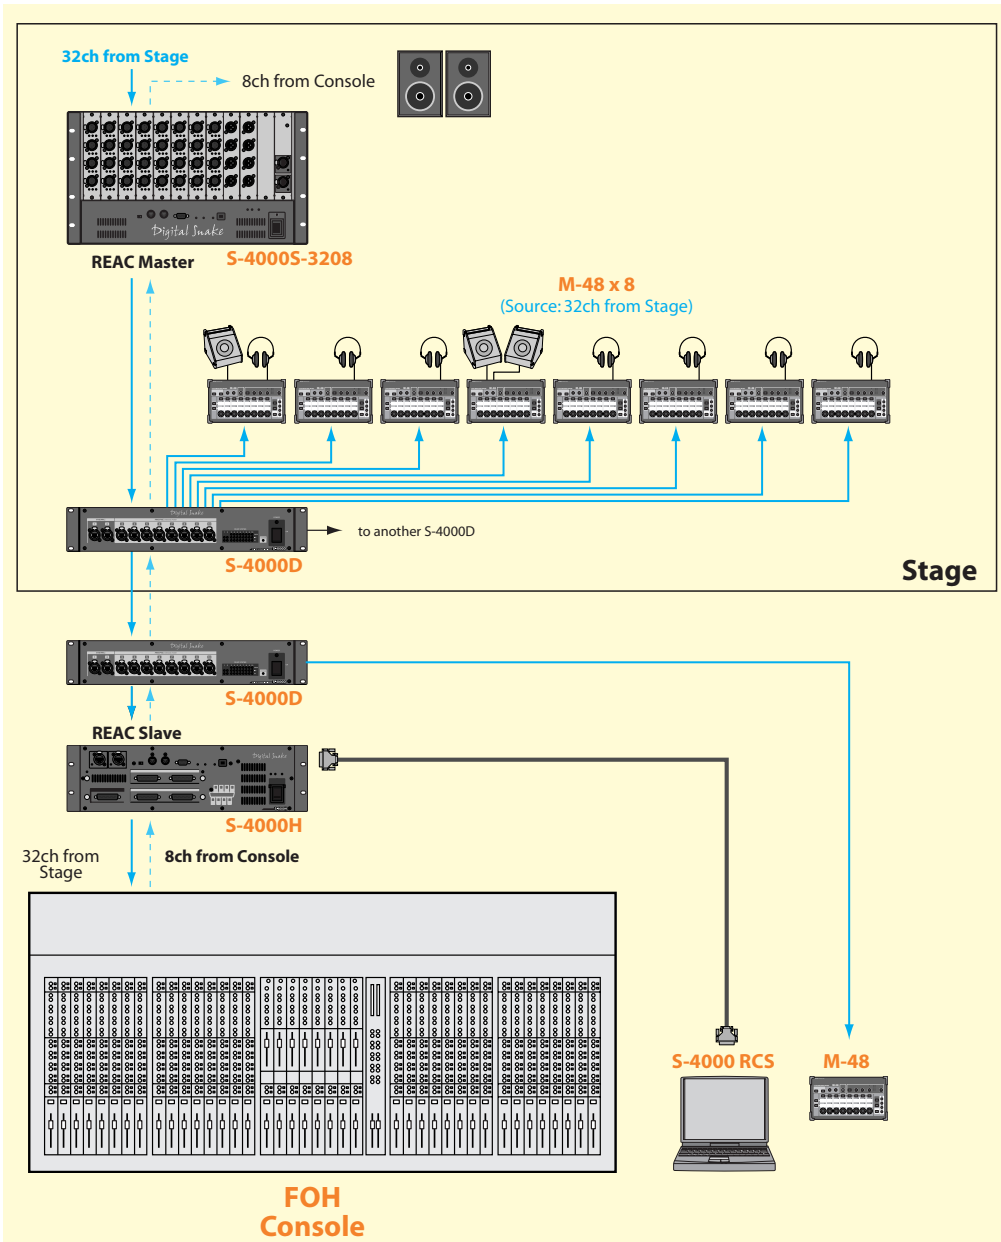 32ch from Stage
8ch from Console
Digital Snake
REAC Master
S-4000S-3208
M-48 x 8
(Source: 32ch from Stage)
Digital Snake
to another S-4000D
S-4000D
Stage
Digital Snake
S-4000D
REAC Slave
Digital Snake
S-4000H
32ch from
Stage
8ch from Console
S-4000 RCS
M-48
FOH
Console